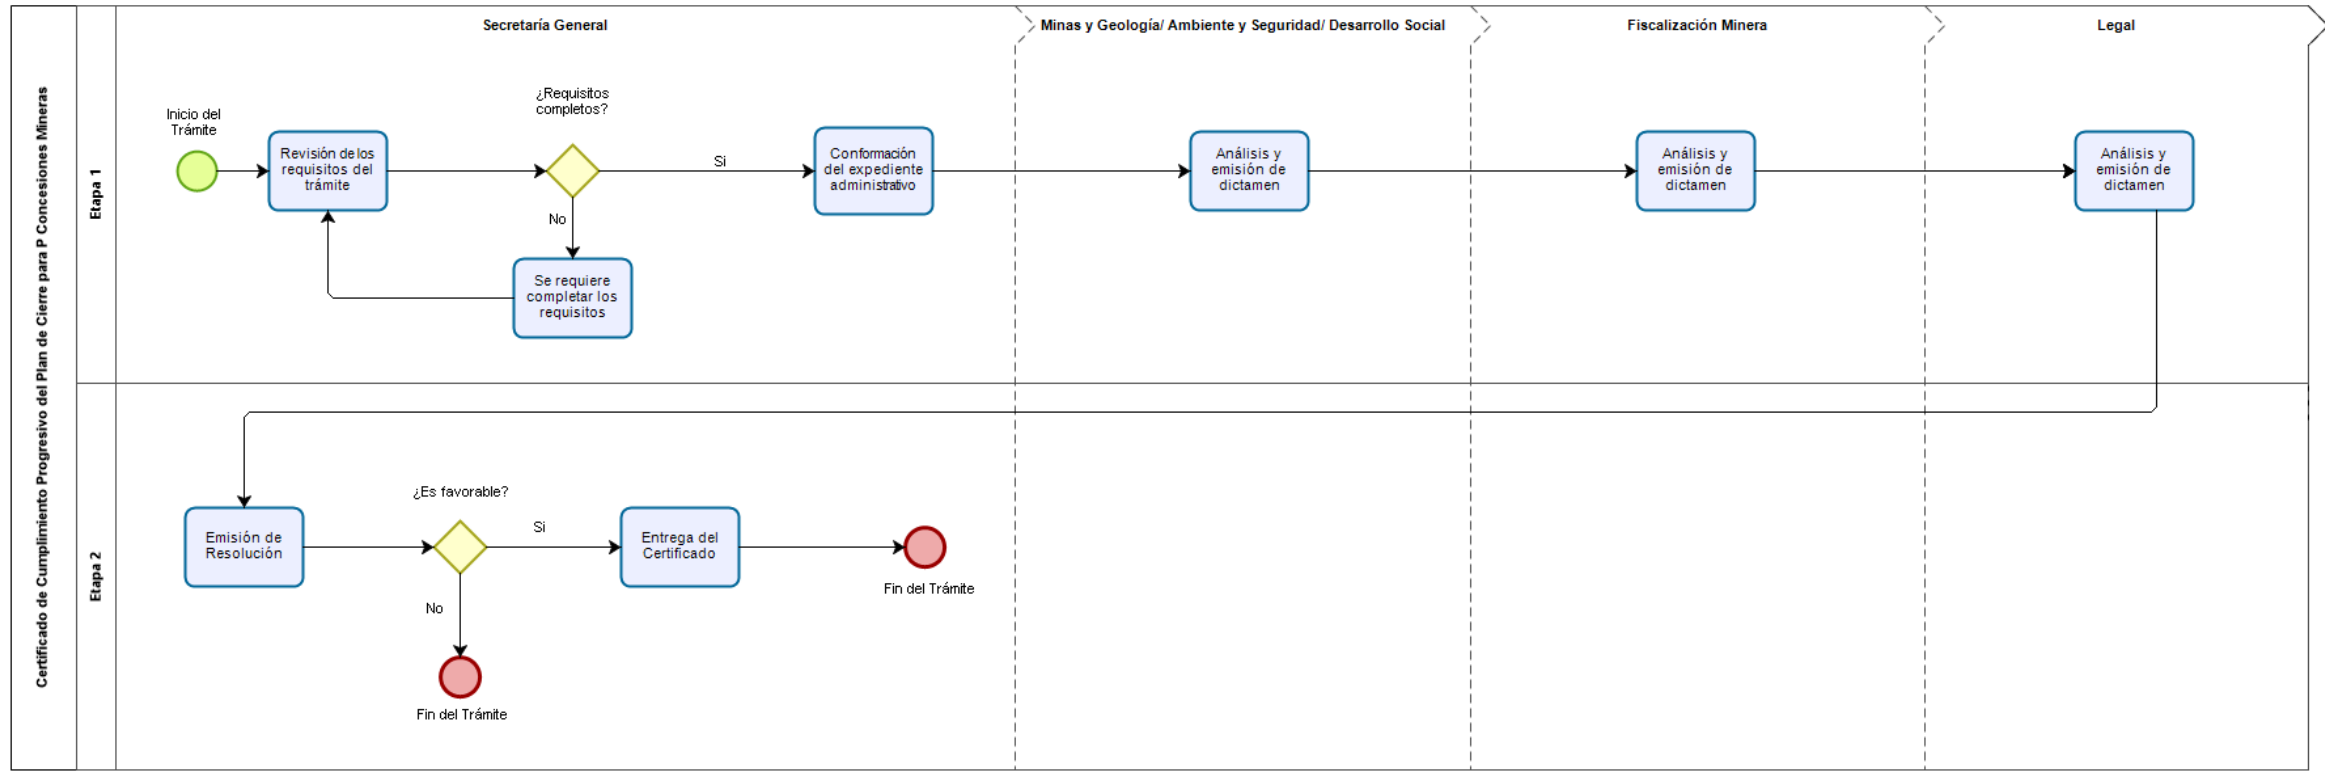 Secretaría General
Minas y Geología/ Ambiente y Seguridad/ Desarrollo Social
Fiscalización Minera
Legal
Certificado de Cumplimiento Progresivo del Plan de Cierre para P Concesiones Mineras
Etapa 1
Inicio del
Trámite
Revisión de los
requisitos del
trámite
¿Requisitos
completos?
Si
No
Se requiere
completar los
requisitos
Conformación
del expediente
administrativo
Análisis y
emisión de
dictamen
Análisis y
emisión de
dictamen
Análisis y
emisión de
dictamen
Etapa 2
Emisión de
Resolución
¿Es favorable?
Si
No
Entrega del
Certificado
Fin del Trámite
Fin del Trámite